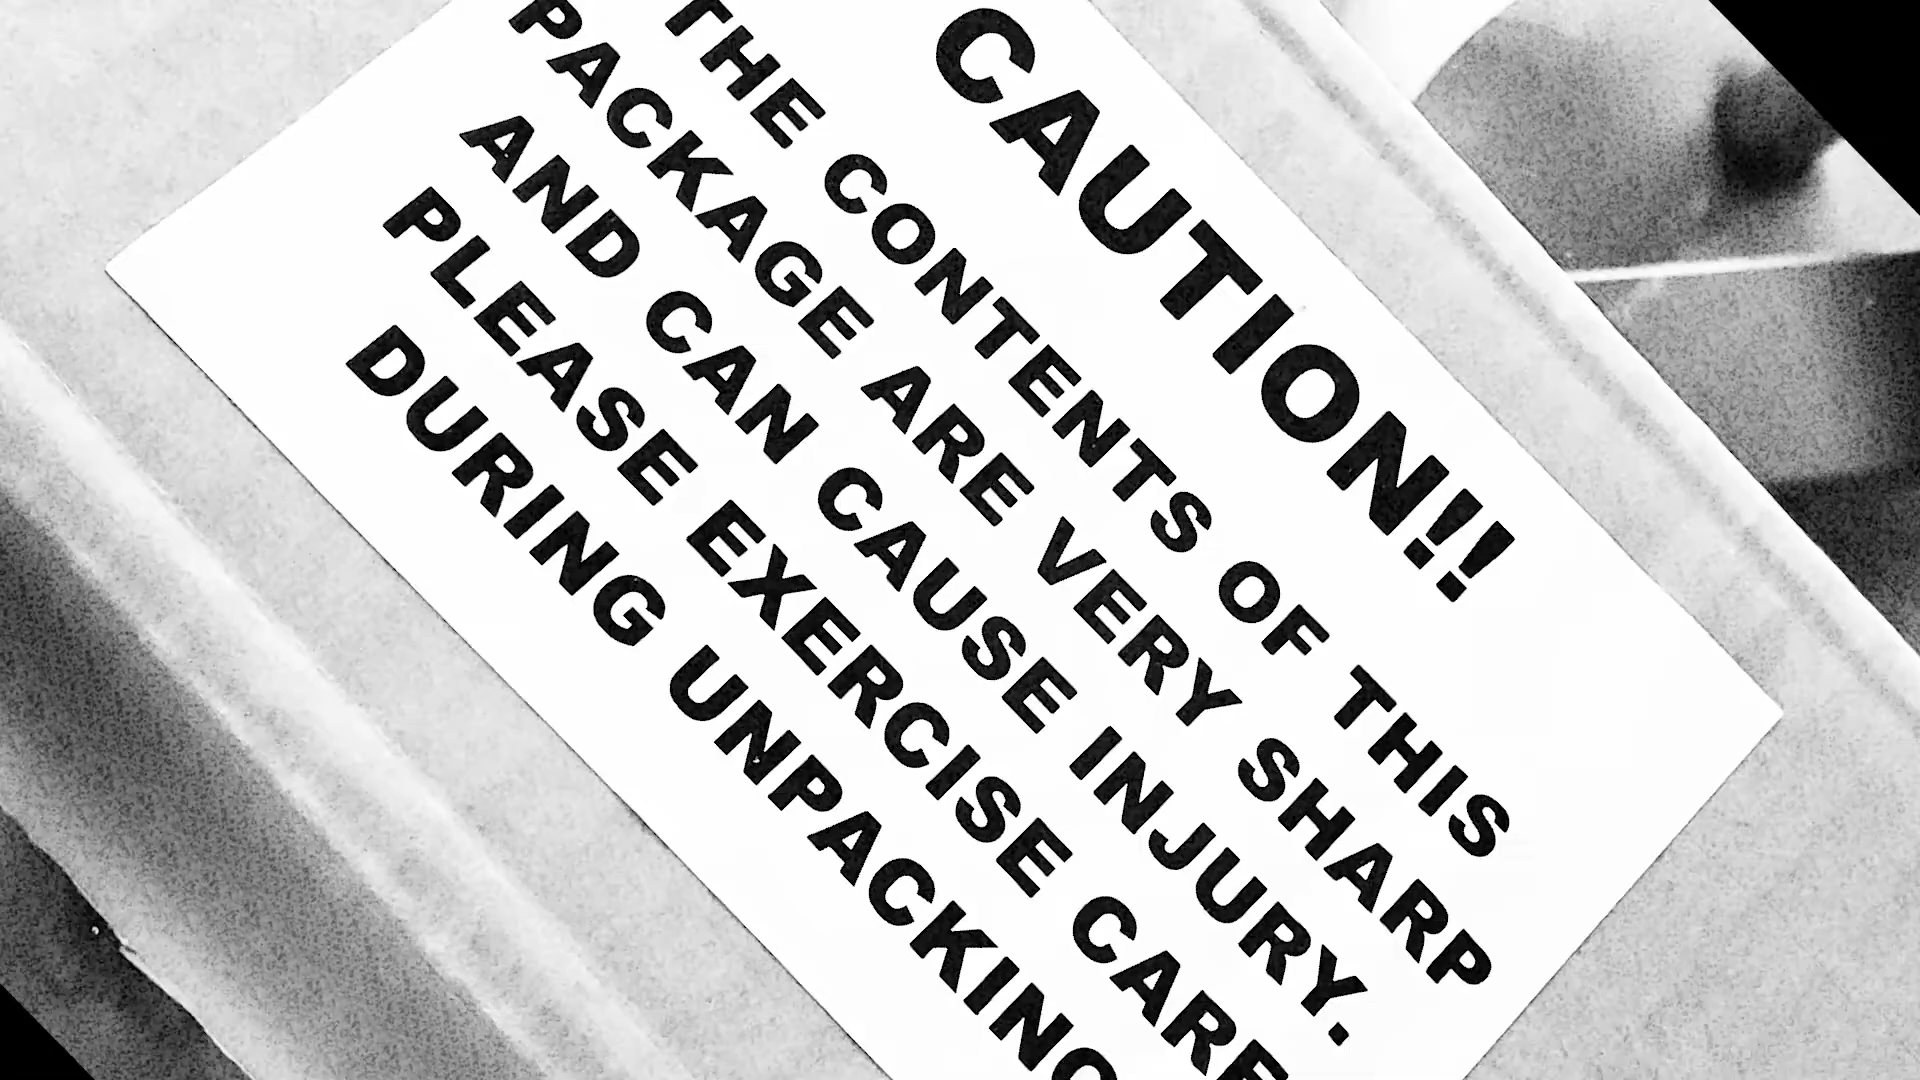 CAUTION!!
THE CONTENTS OF THIS
PACKAGE ARE VERY SHARP
AND CAN CAUSE INJURY.
PLEASE EXERCISE CARE
DURING UNPACKING